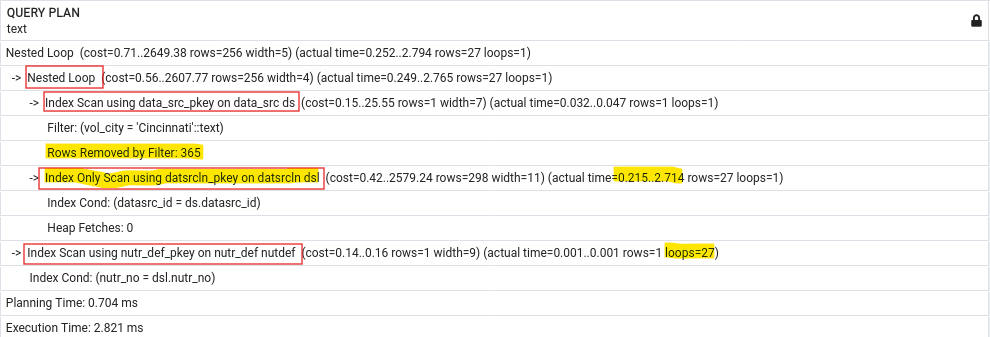 QUERY PLAN
text
Nested Loop (cost=0.71..2649.38 rows=256 width=5) (actual time=0.252..2.794 rows=27 loops=1)
-> Nested Loop (cost=0.56..2607.77 rows=256 width=4) (actual time=0.249..2.765 rows=27 loops=1)
-> Index Scan using data_src_pkey on data_src ds (cost=0.15..25.55 rows=1 width=7) (actual time=0.032..0.047 rows=1 loops=1)
Filter: (vol_city = 'Cincinnati'::text)
Rows Removed by Filter: 365
-> Index Only Scan using datsrcln_pkey on datsrcln dsl (cost=0.42..2579.24 rows=298 width=11) (actual time=0.215..2.714 rows=27 loops=1)
Index Cond: (datasrc_id = ds.datasrc_id)
Heap Fetches: 0
-> Index Scan using nutr_def_pkey on nutr_def nutdef (cost=0.14..0.16 rows=1 width=9) (actual time=0.001..0.001 rows=1 loops=27)
Index Cond: (nutr_no = dsl.nutr_no)
Planning Time: 0.704 ms
Execution Time: 2.821 ms